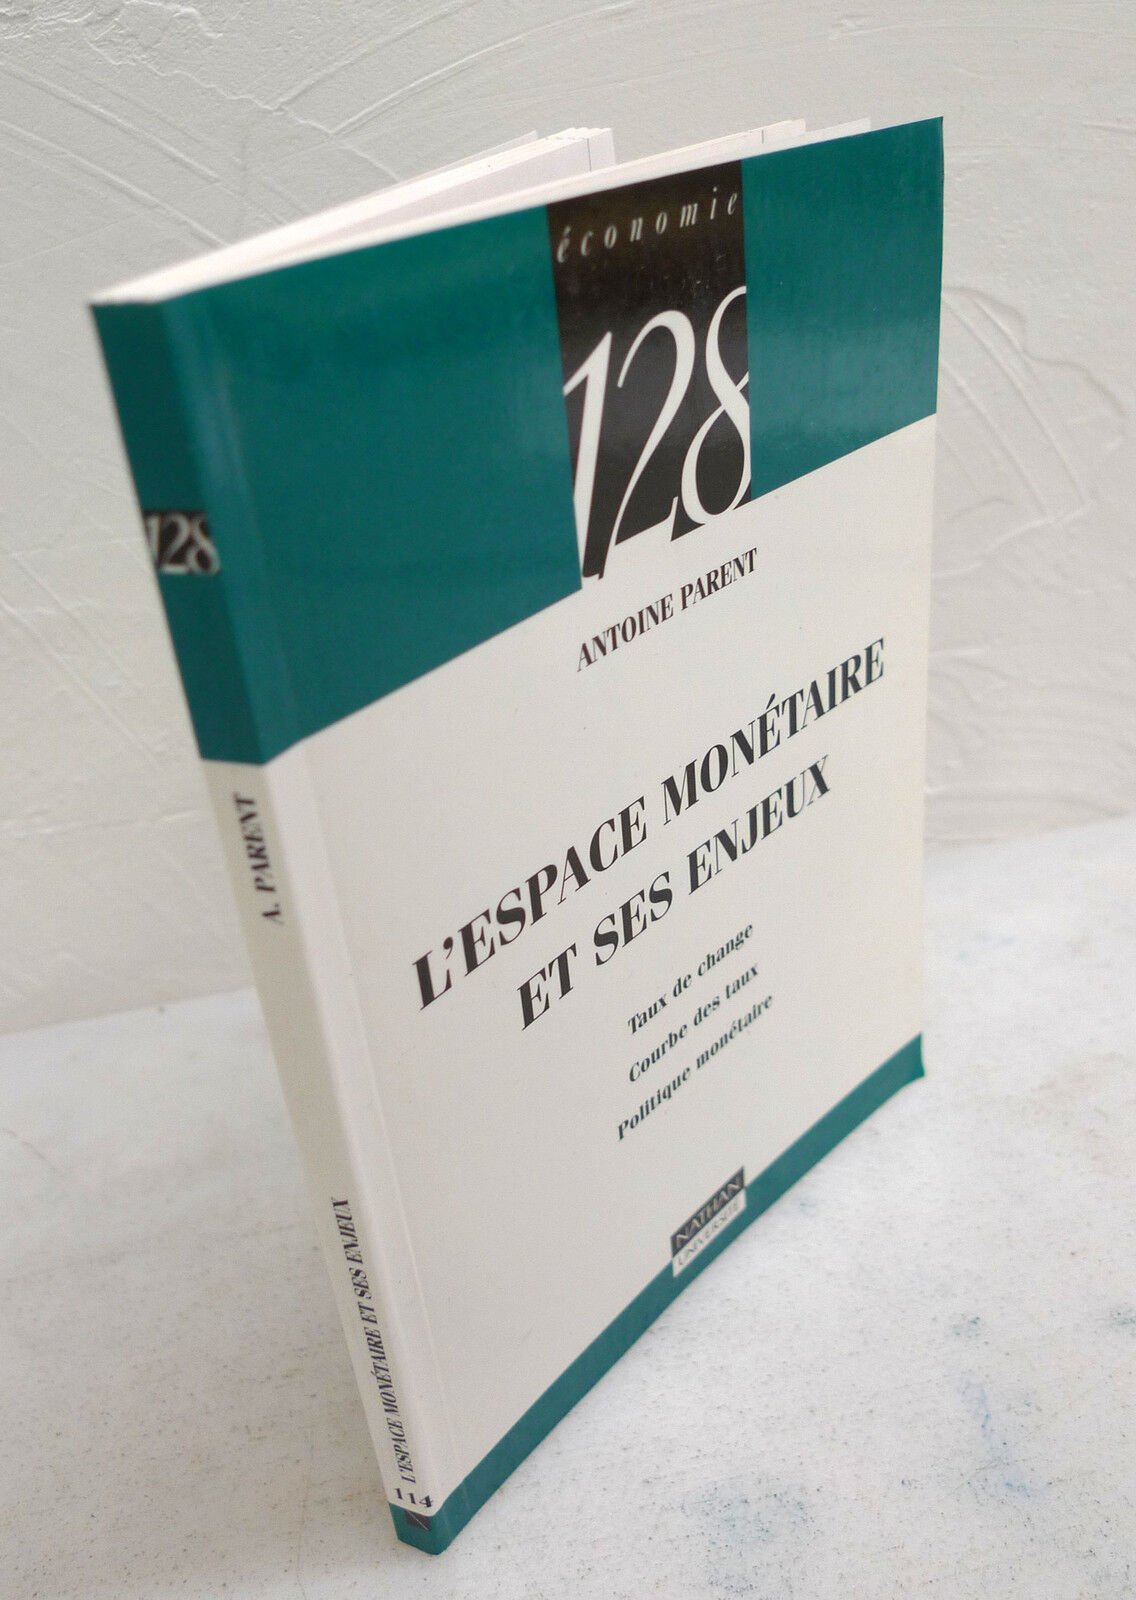 économie
128
ANTOINE PARENT
L'ESPACE MONÉTAIRE
ET SES ENJEUX
Taux de change
Courbe des taux
Politique monétaire
NATHAN
UNIVERSITÉ
128
A. PARENT
L'ESPACE MONÉTAIRE ET SES ENJEUX
114